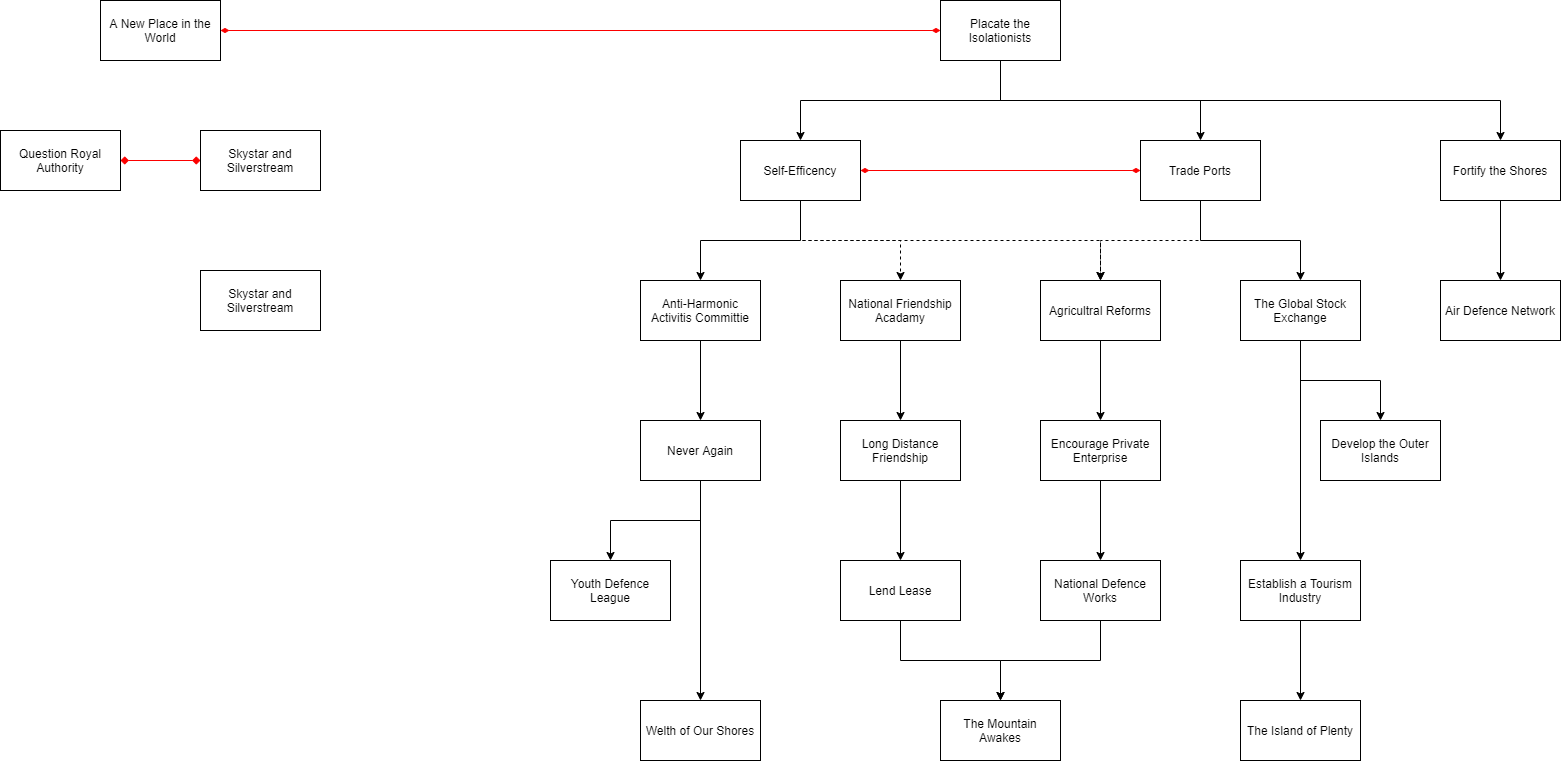 A New Place in the
World
Placate the
Isolationists
Question Royal
Authority
Skystar and
Silverstream
Self-Efficency
Trade Ports
Fortify the Shores
Skystar and
Silverstream
Anti-Harmonic
Activitis Committie
National Friendship
Acadamy
Agricultral Reforms
The Global Stock
Exchange
Air Defence Network
Never Again
Long Distance
Friendship
Encourage Private
Enterprise
Develop the Outer
Islands
Youth Defence
League
Lend Lease
National Defence
Works
Establish a Tourism
Industry
Welth of Our Shores
The Mountain
Awakes
The Island of Plenty